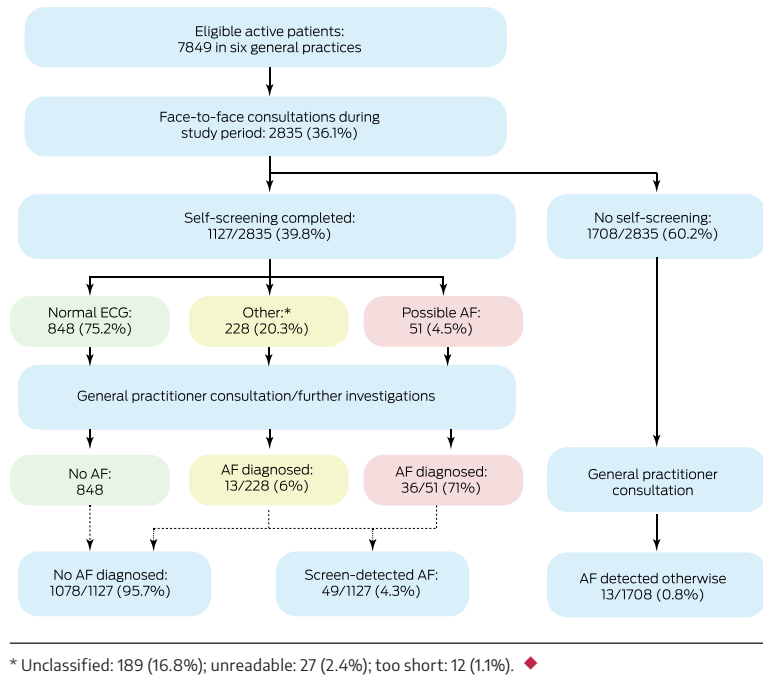 Eligible active patients:
7849 in six general practices
Face-to-face consultations during
study period: 2835 (36.1%)
Self-screening completed:
1127/2835 (39.8%)
No self-screening:
1708/2835 (60.2%)
Normal ECG:
848 (75.2%)
Other:*
228 (20.3%)
Possible AF:
51 (4.5%)
General practitioner consultation/further investigations
No AF:
848
AF diagnosed:
13/228 (6%)
AF diagnosed:
36/51 (71%)
General practitioner
consultation
No AF diagnosed:
1078/1127 (95.7%)
Screen-detected AF:
49/1127 (4.3%)
AF detected otherwise
13/1708 (0.8%)
* Unclassified: 189 (16.8%); unreadable: 27 (2.4%); too short: 12 (1.1%).